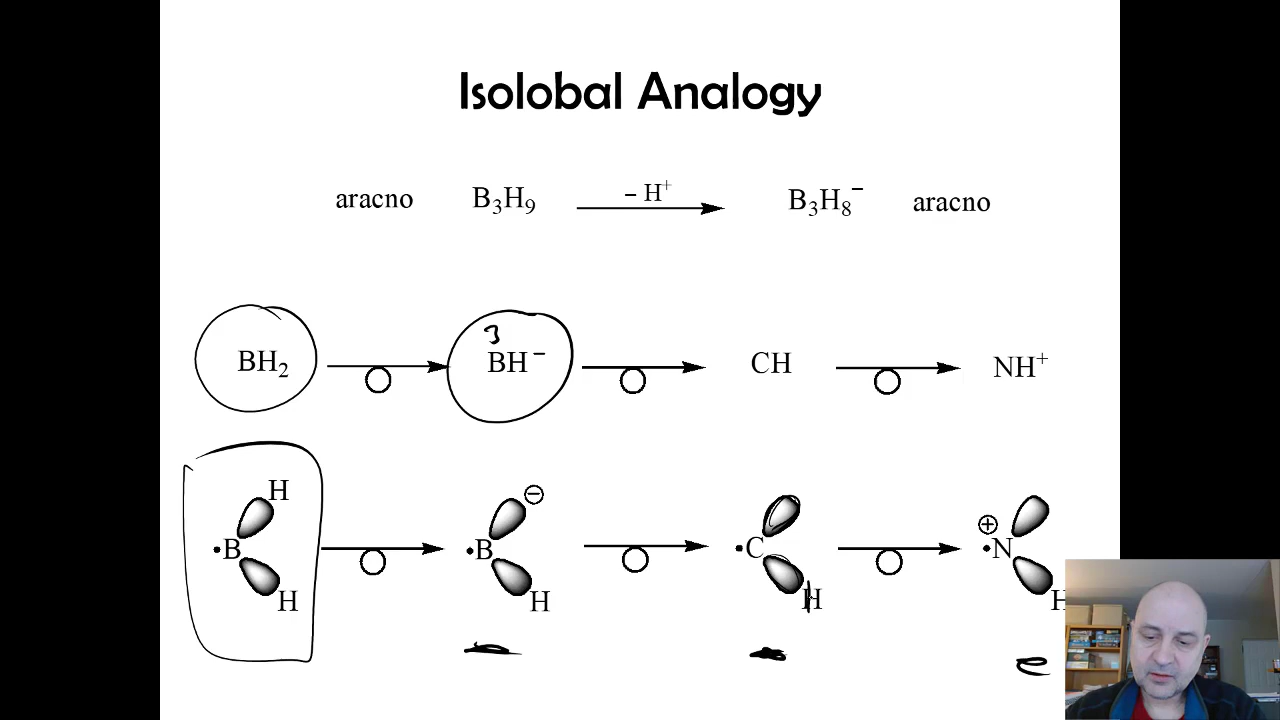 Isolobal Analogy
aracno B₃H₉ – H⁺ B₃H₈⁻ aracno
3
BH₂ BH⁻ CH NH⁺
H ⊖ ⊕
·B ·B ·C ·N
H H H H